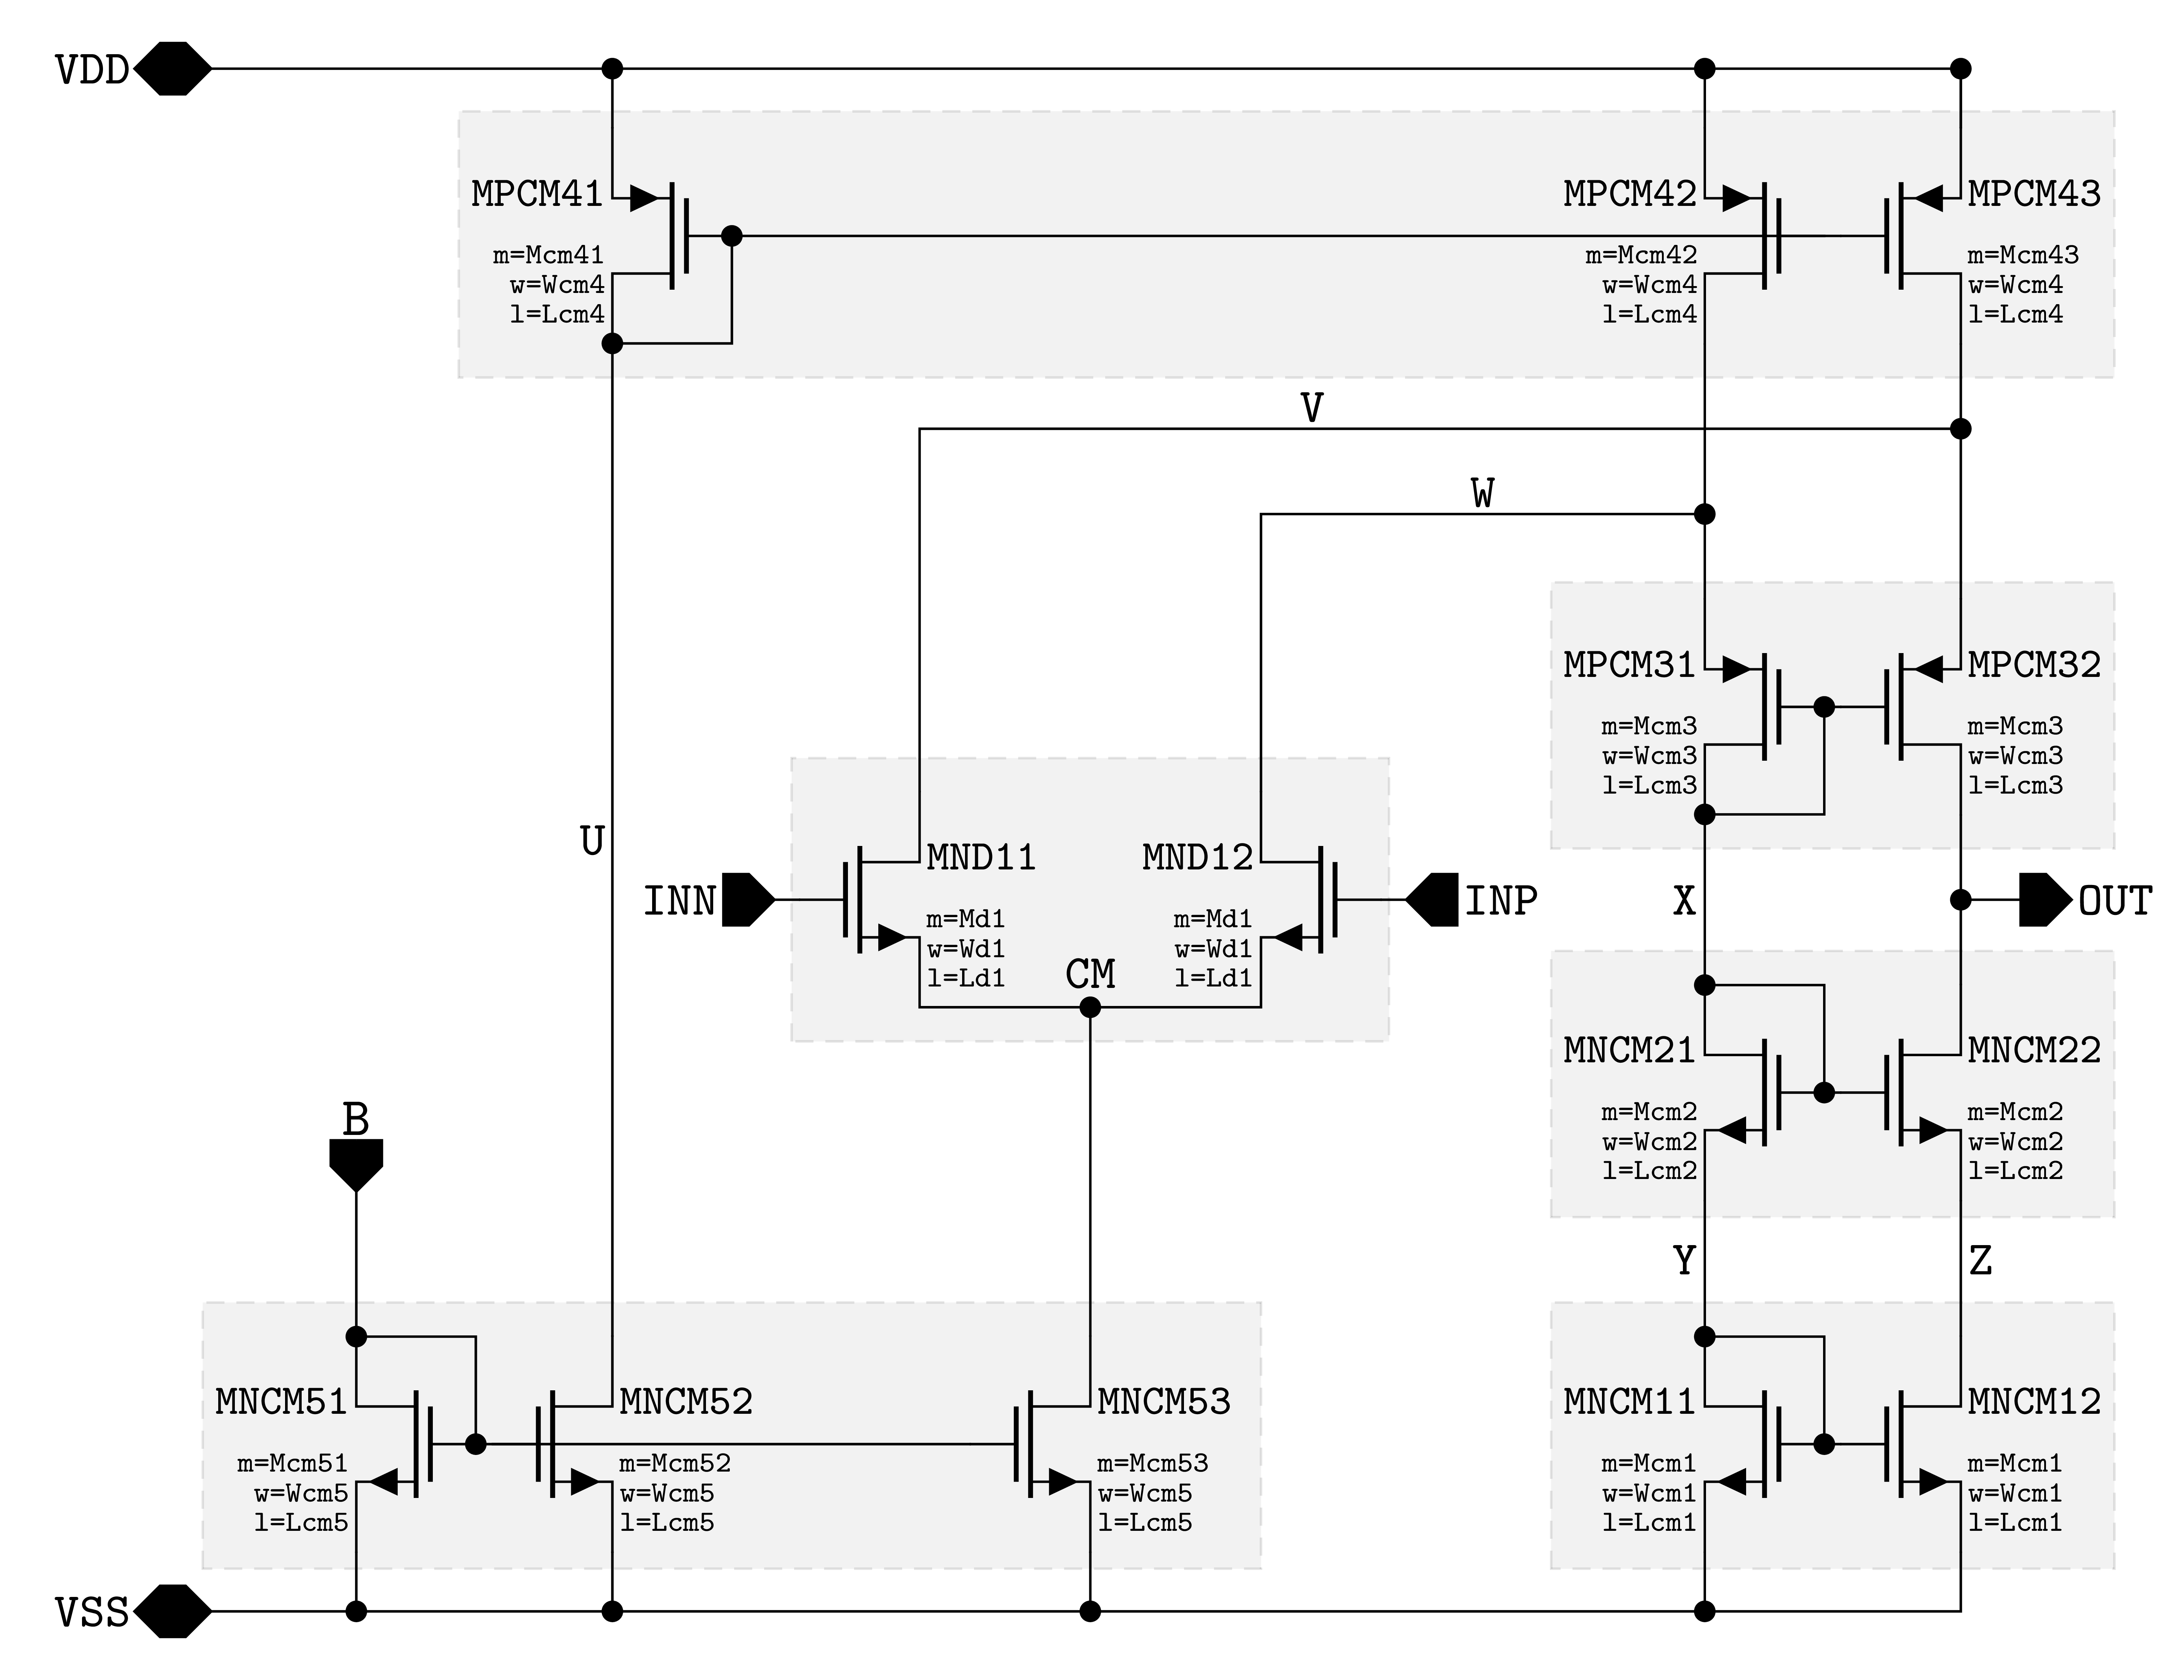 VDD
MPCM41
m=Mcm41
w=Wcm4
l=Lcm4
MPCM42
m=Mcm42
w=Wcm4
l=Lcm4
MPCM43
m=Mcm43
w=Wcm4
l=Lcm4
V
W
MPCM31
m=Mcm3
w=Wcm3
l=Lcm3
MPCM32
m=Mcm3
w=Wcm3
l=Lcm3
U
INN
MND11
m=Md1
w=Wd1
l=Ld1
MND12
m=Md1
w=Wd1
l=Ld1
INP
CM
X
OUT
MNCM21
m=Mcm2
w=Wcm2
l=Lcm2
MNCM22
m=Mcm2
w=Wcm2
l=Lcm2
B
Y
Z
MNCM51
m=Mcm51
w=Wcm5
l=Lcm5
MNCM52
m=Mcm52
w=Wcm5
l=Lcm5
MNCM53
m=Mcm53
w=Wcm5
l=Lcm5
MNCM11
m=Mcm1
w=Wcm1
l=Lcm1
MNCM12
m=Mcm1
w=Wcm1
l=Lcm1
VSS